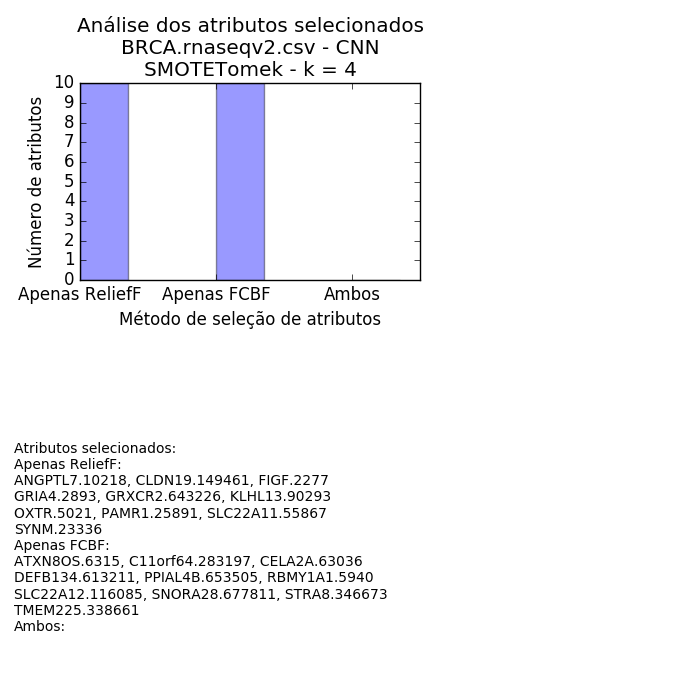 Análise dos atributos selecionados
BRCA.rnaseqv2.csv - CNN
SMOTETomek - k = 4
Número de atributos
10
9
8
7
6
5
4
3
2
1
0
Apenas ReliefF Apenas FCBF Ambos
Método de seleção de atributos
Atributos selecionados:
Apenas ReliefF:
ANGPTL7.10218, CLDN19.149461, FIGF.2277
GRIA4.2893, GRXCR2.643226, KLHL13.90293
OXTR.5021, PAMR1.25891, SLC22A11.55867
SYNM.23336
Apenas FCBF:
ATXN8OS.6315, C11orf64.283197, CELA2A.63036
DEFB134.613211, PPIAL4B.653505, RBMY1A1.5940
SLC22A12.116085, SNORA28.677811, STRA8.346673
TMEM225.338661
Ambos: